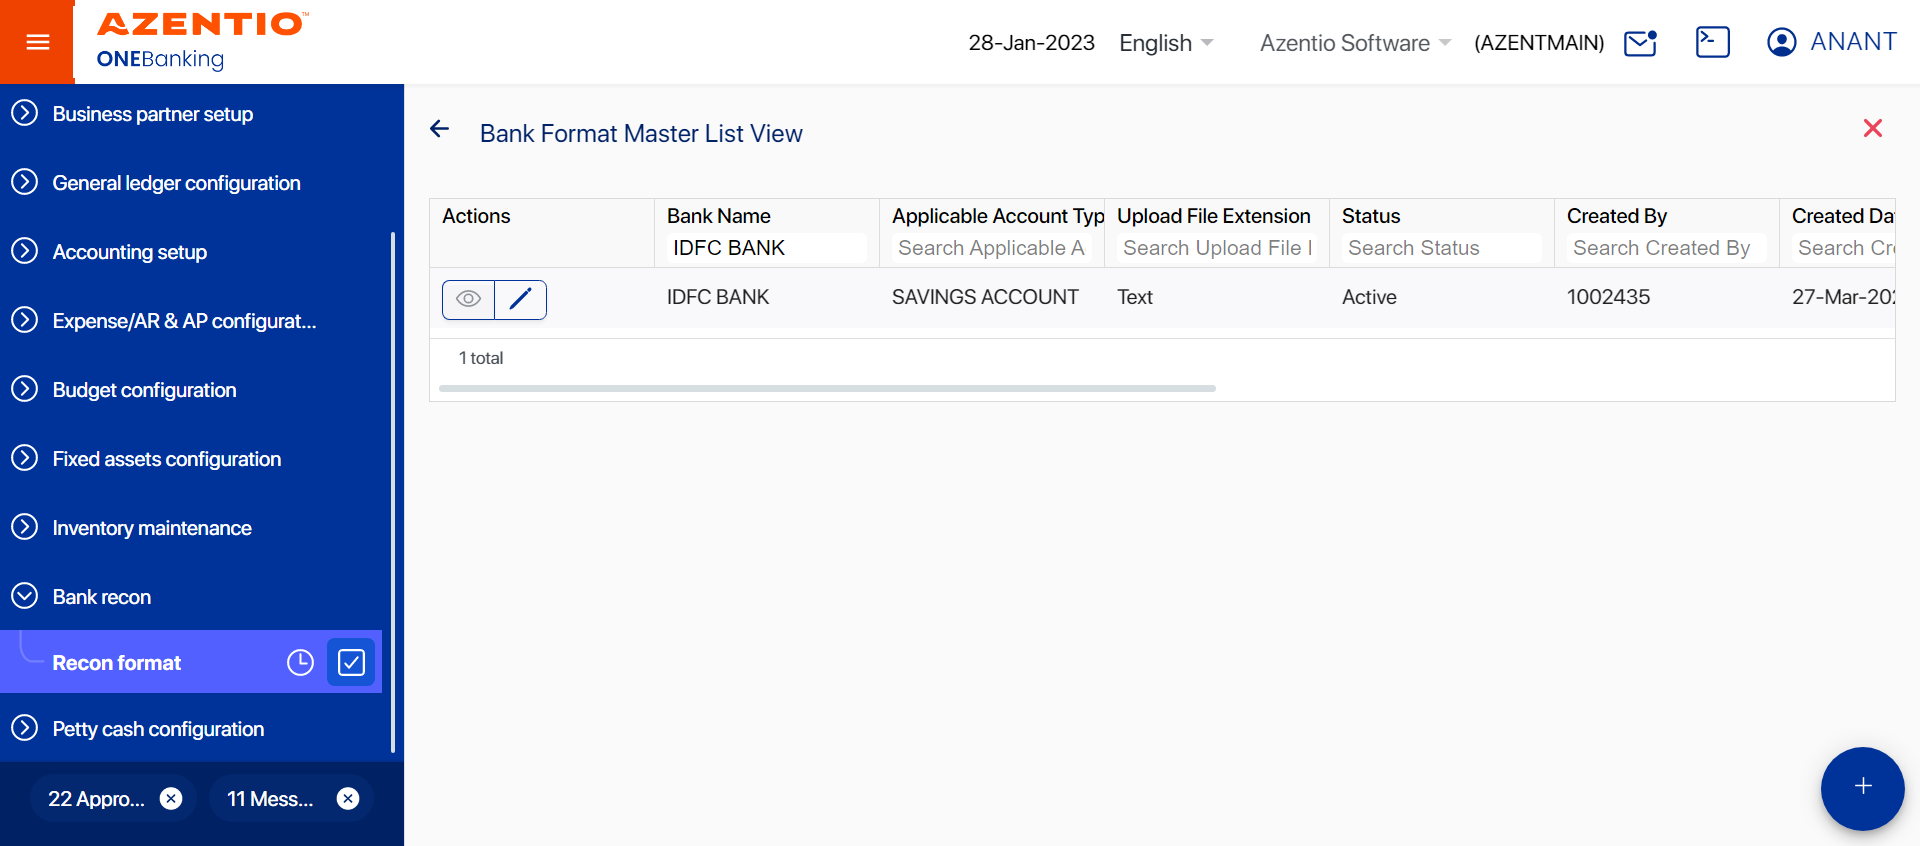 AZENTIO™
ONEBanking
28-Jan-2023 English Azentio Software (AZENTMAIN) ANANT
Business partner setup
General ledger configuration
Accounting setup
Expense/AR & AP configurat...
Budget configuration
Fixed assets configuration
Inventory maintenance
Bank recon
Recon format
Petty cash configuration
22 Appro...
11 Mess...
Bank Format Master List View
Actions Bank Name Applicable Account Typ Upload File Extension Status Created By Created Da
IDFC BANK Search Applicable A Search Upload File Search Status Search Created By Search Cr
IDFC BANK SAVINGS ACCOUNT Text Active 1002435 27-Mar-202
1 total